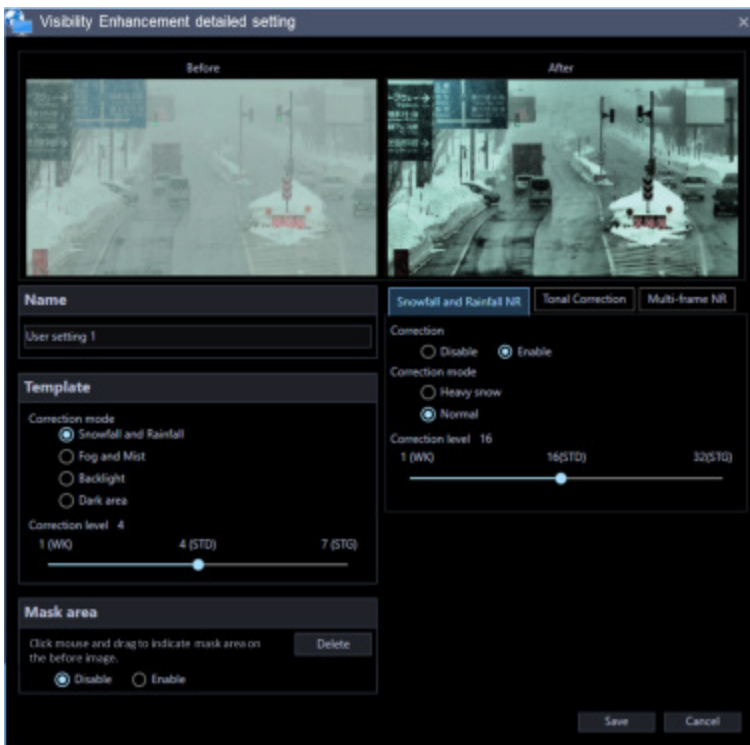 Visibility Enhancement detailed setting
Before
After
Name
User setting 1
Template
Correction mode
Snowfall and Rainfall
Fog and Mist
Backlight
Dark area
Correction level 4
1 (WK) 4 (STD) 7 (STG)
Mask area
Click mouse and drag to indicate mask area on
the before image.
Delete
Disable Enable
Snowfall and Rainfall NR Tonal Correction Multi-frame NR
Correction
Disable Enable
Correction mode
Heavy snow
Normal
Correction level 16
1 (WK) 16(STD) 32(STG)
Save Cancel